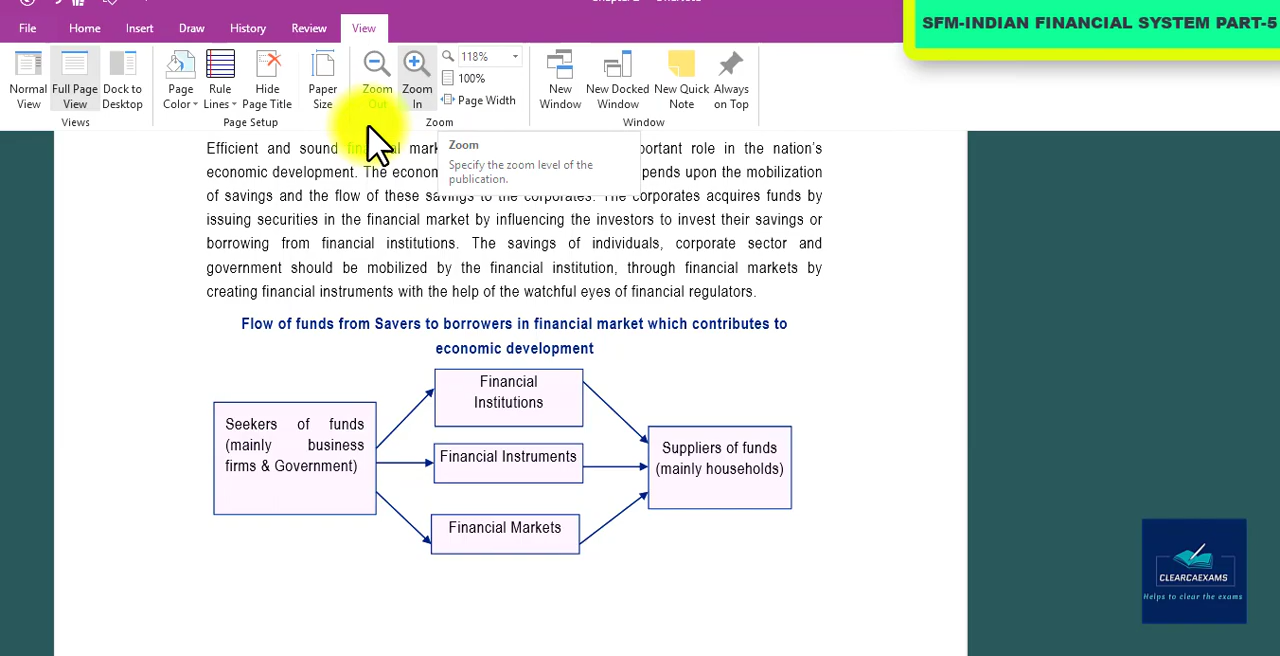 SFM-INDIAN FINANCIAL SYSTEM PART-5
File Home Insert Draw History Review View
118%
100%
Page Width
Normal View
Full Page View
Dock to Desktop
Page Color
Rule Lines
Hide Page Title
Paper Size
Zoom Out
Zoom In
New Window
New Docked Window
New Quick Note
Always on Top
Views Page Setup Zoom Window
Zoom
Specify the zoom level of the
publication.
Efficient and sound role in the nation's
economic development. The upon the mobilization
of savings and the flow of these savings to the corporates. The corporates acquires funds by
issuing securities in the financial market by influencing the investors to invest their savings or
borrowing from financial institutions. The savings of individuals, corporate sector and
government should be mobilized by the financial institution, through financial markets by
creating financial instruments with the help of the watchful eyes of financial regulators.
Flow of funds from Savers to borrowers in financial market which contributes to
economic development
Seekers of funds
(mainly business
firms & Government)
Financial
Institutions
Financial Instruments
Financial Markets
Suppliers of funds
(mainly households)
CLEARCAEXAMS
Helps to clear the exams